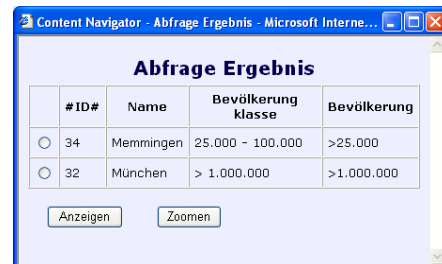 Content Navigator - Abfrage Ergebnis - Microsoft Interne...
Abfrage Ergebnis
#ID# Name Bevölkerung klasse Bevölkerung
34 Memmingen 25.000 - 100.000 >25.000
32 München > 1.000.000 >1.000.000
Anzeigen Zoomen